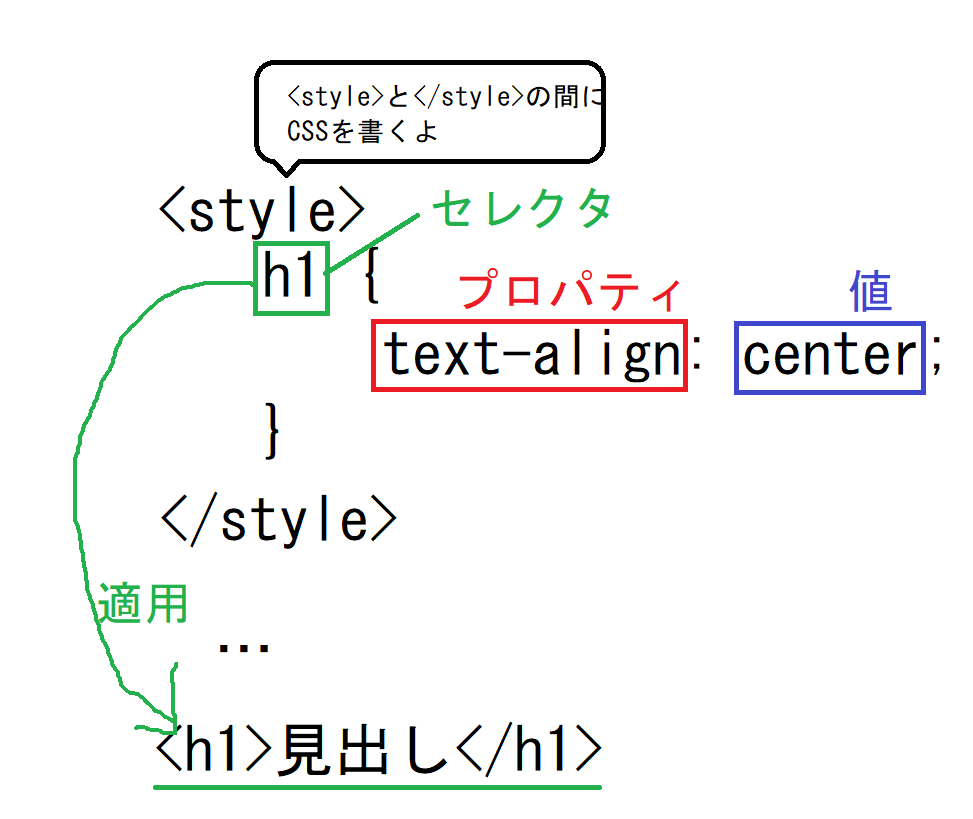 <style>と</style>の間に
CSSを書くよ
<style>
セレクタ
h1 {
プロパティ
値
text-align: center;
}
</style>
適用
...
<h1>見出し</h1>